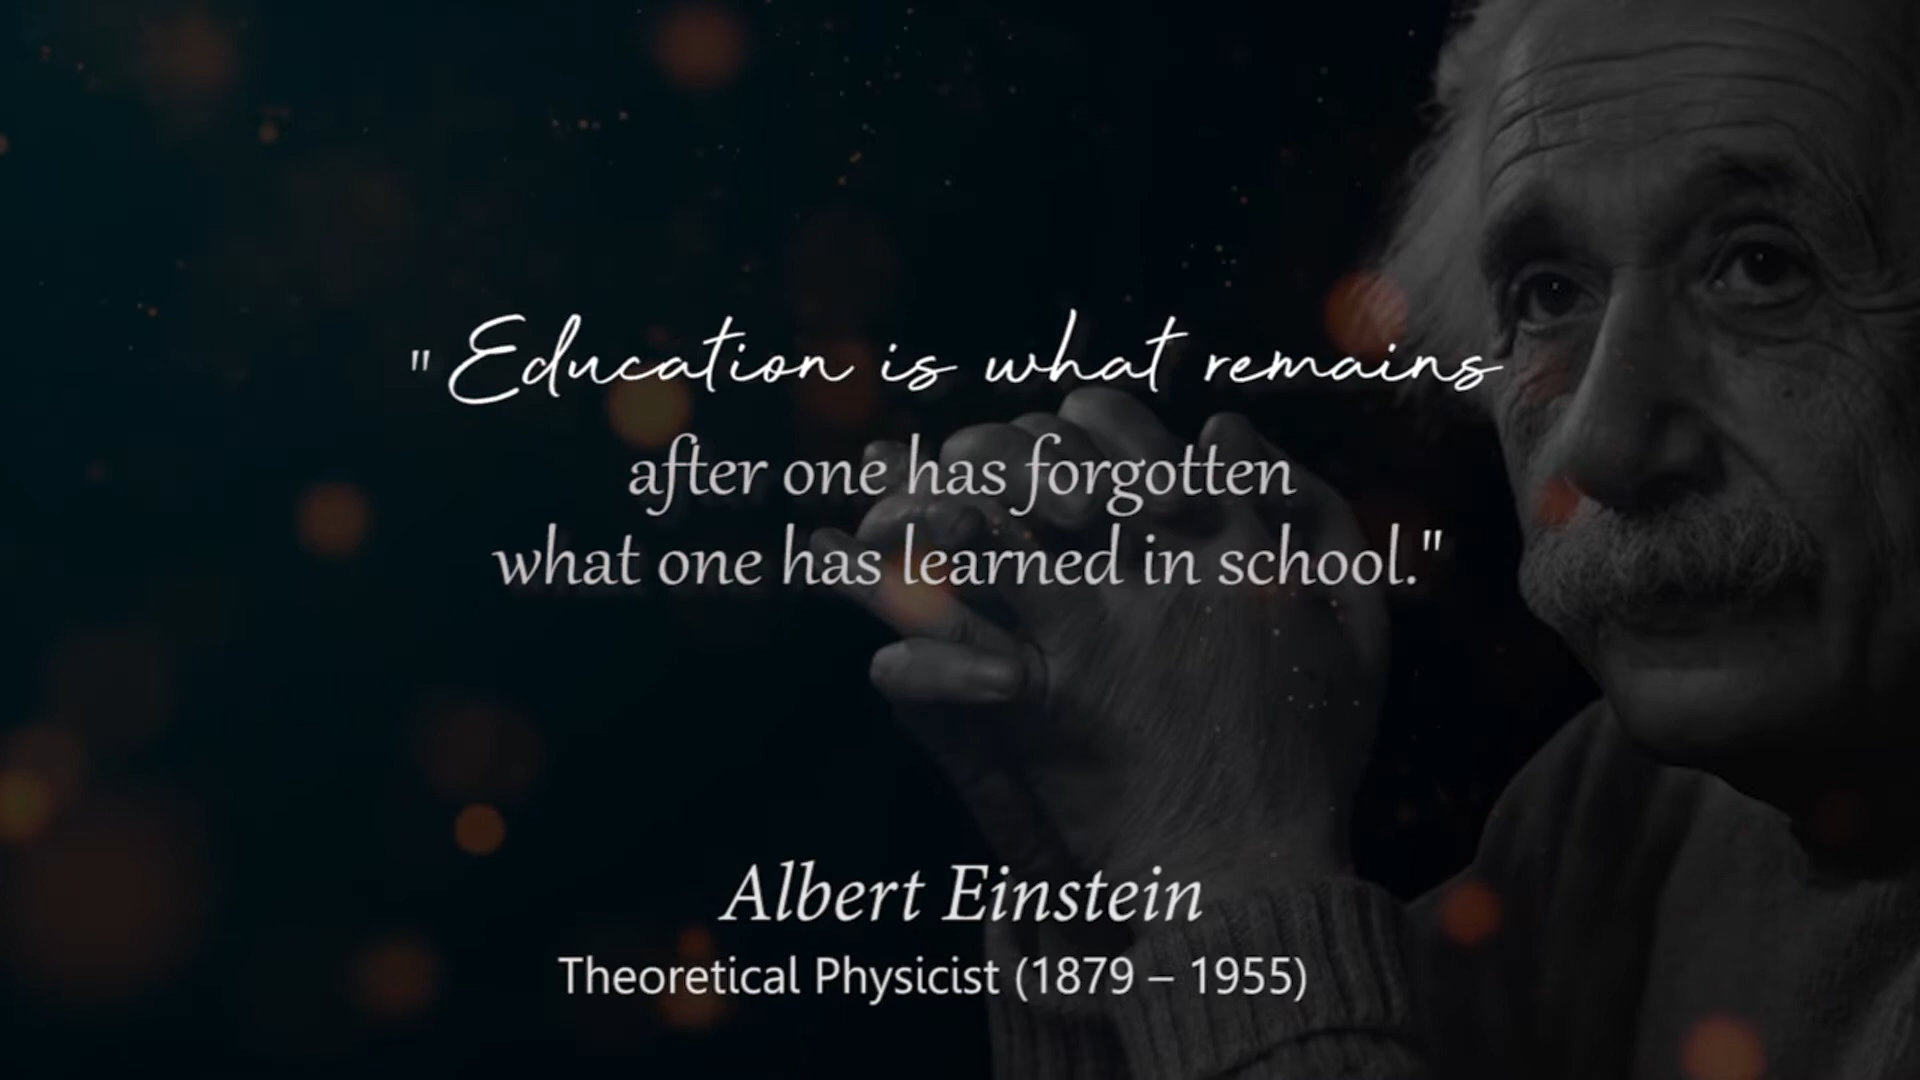 "Education is what remains
after one has forgotten
what one has learned in school."
Albert Einstein
Theoretical Physicist (1879 – 1955)